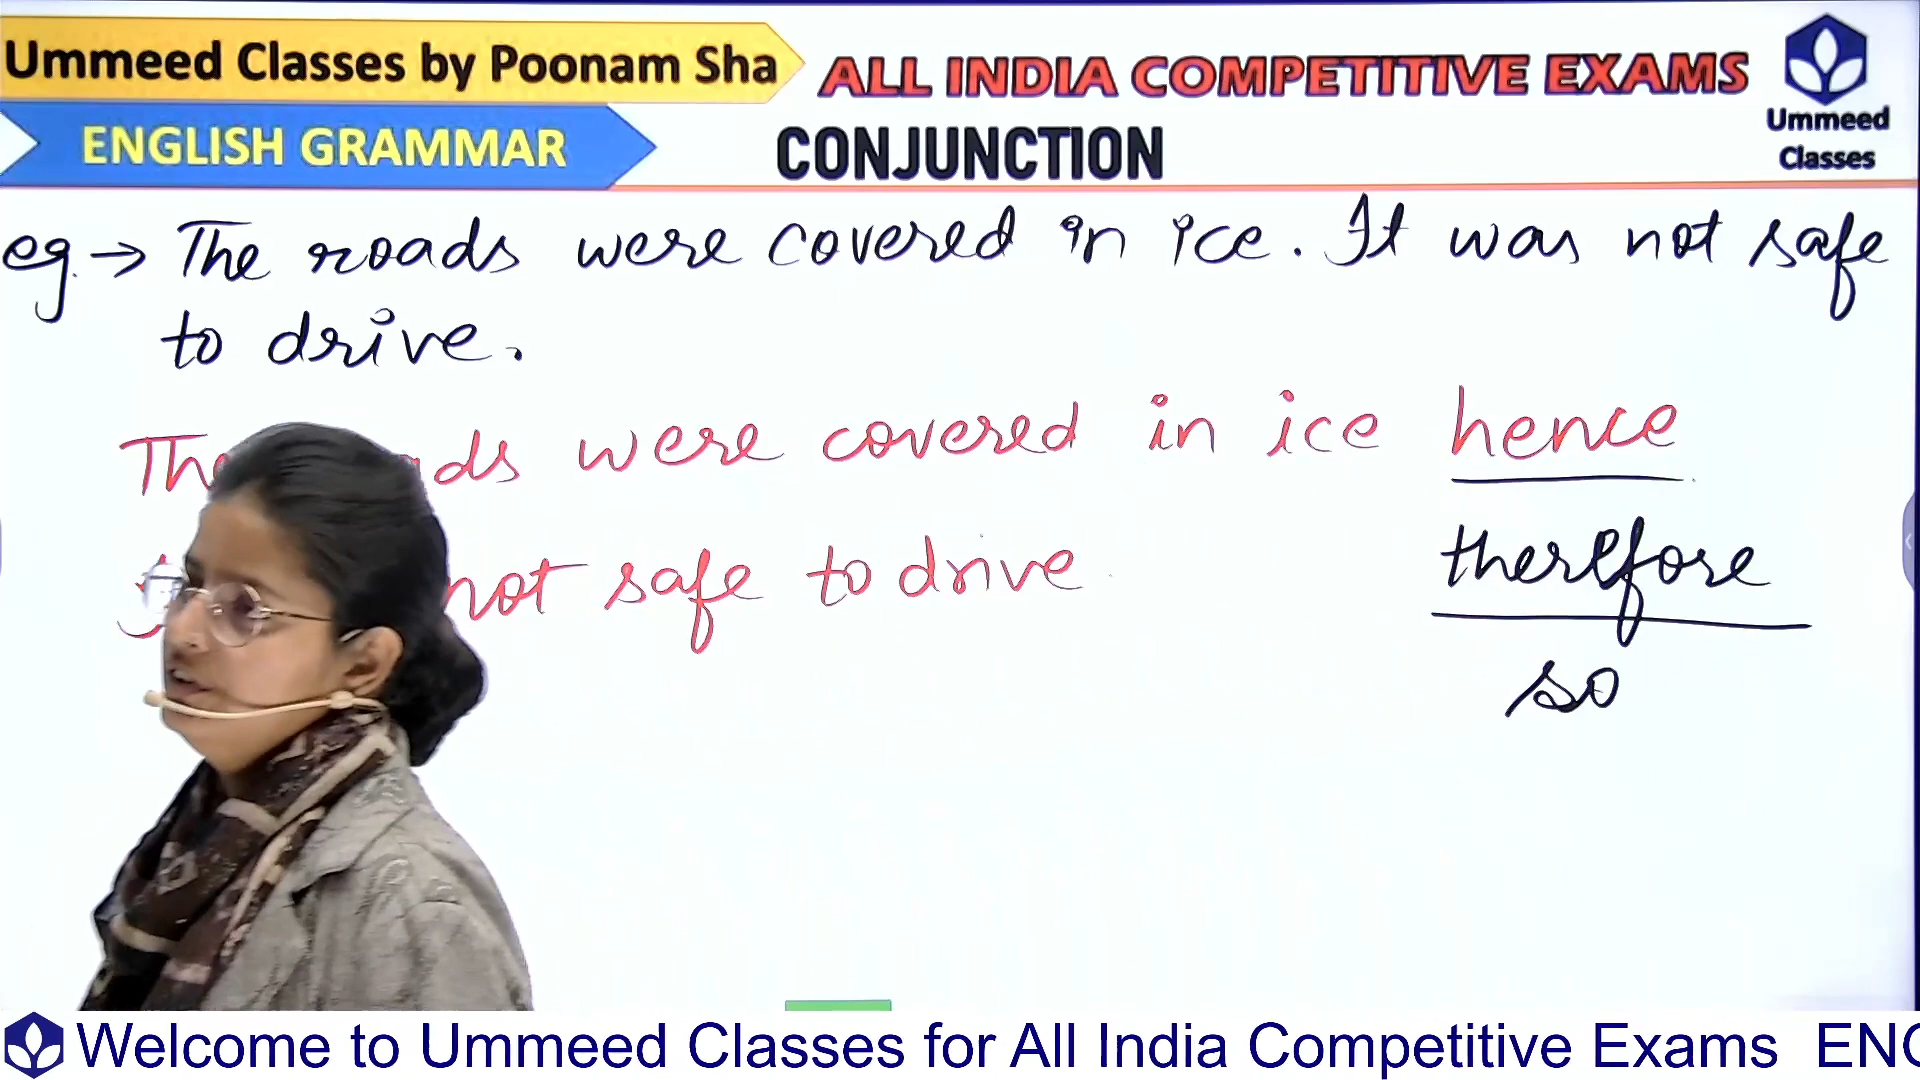 Ummeed Classes by Poonam Sha
ALL INDIA COMPETITIVE EXAMS
Ummeed
Classes
ENGLISH GRAMMAR
CONJUNCTION
eg. → The roads were covered in ice. It was not safe
to drive.
were covered in ice hence
not safe to drive
therefore
so
Welcome to Ummeed Classes for All India Competitive Exams